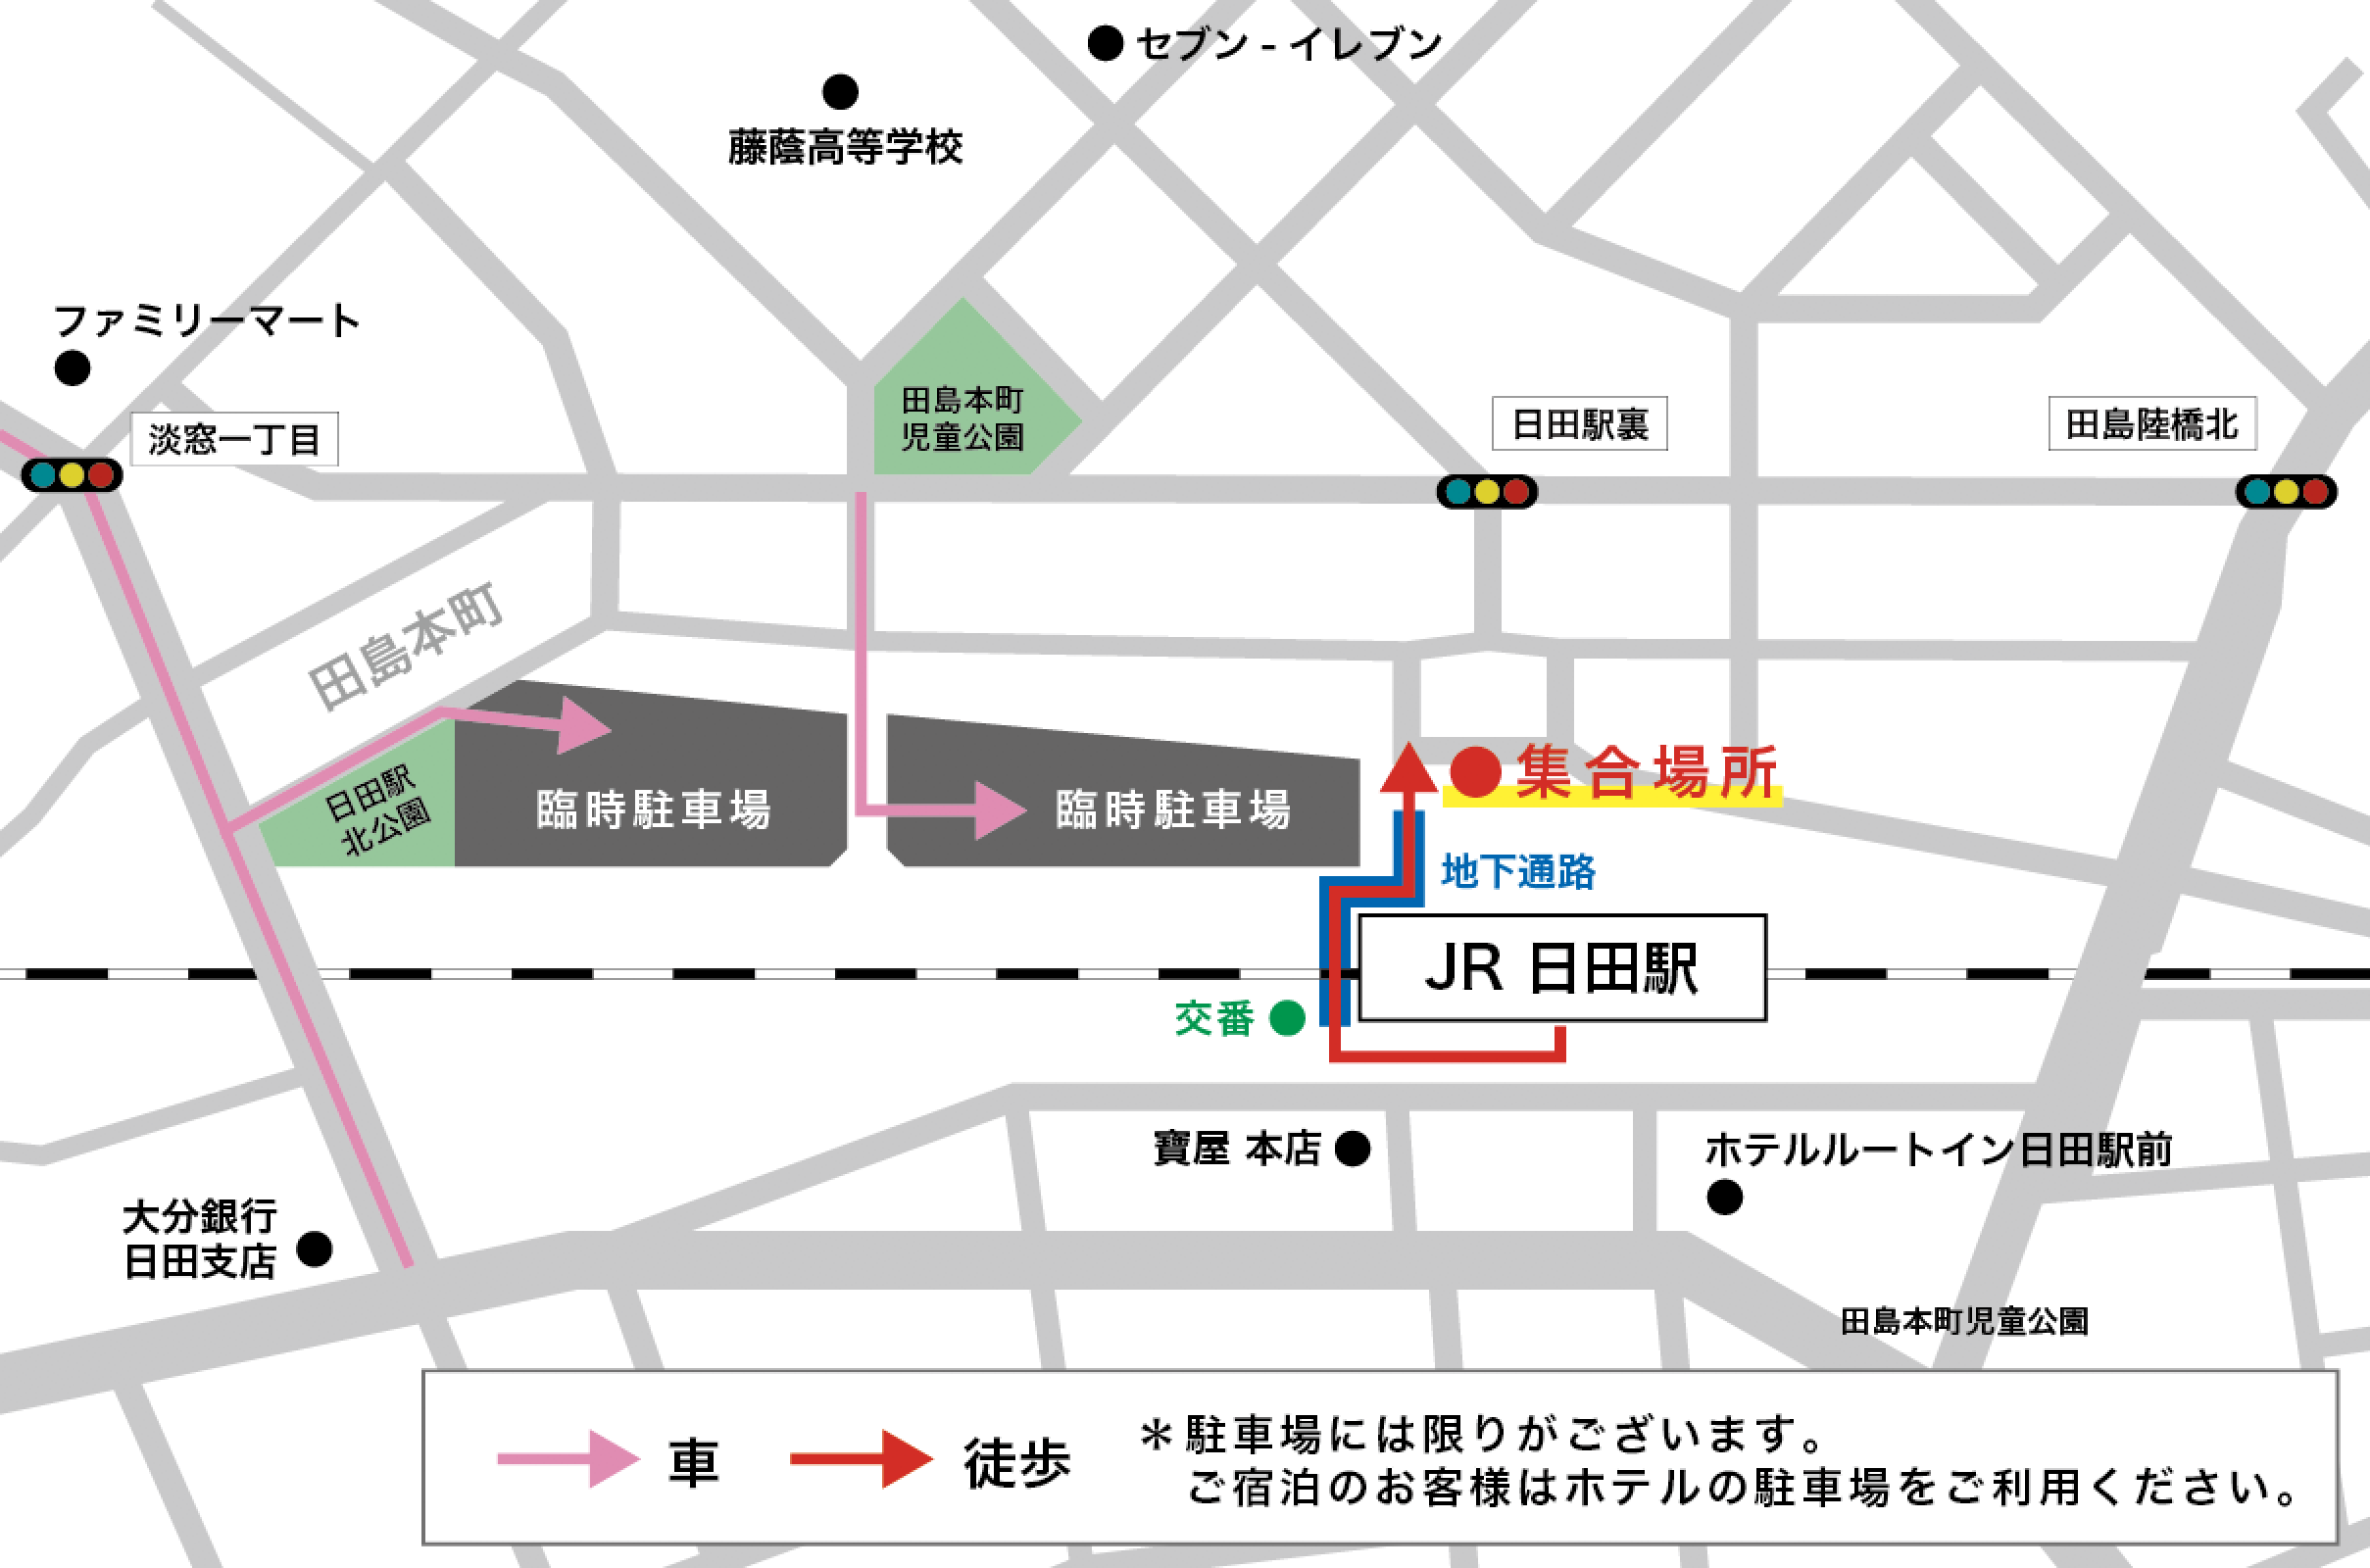 セブン - イレブン
藤蔭高等学校
ファミリーマート
淡窓一丁目
田島本町
児童公園
日田駅裏
田島陸橋北
田島本町
日田駅
北公園
臨時駐車場
臨時駐車場
集合場所
地下通路
JR 日田駅
交番
寶屋 本店
ホテルルートイン日田駅前
大分銀行
日田支店
田島本町児童公園
車
徒歩
＊駐車場には限りがございます。
ご宿泊のお客様はホテルの駐車場をご利用ください。